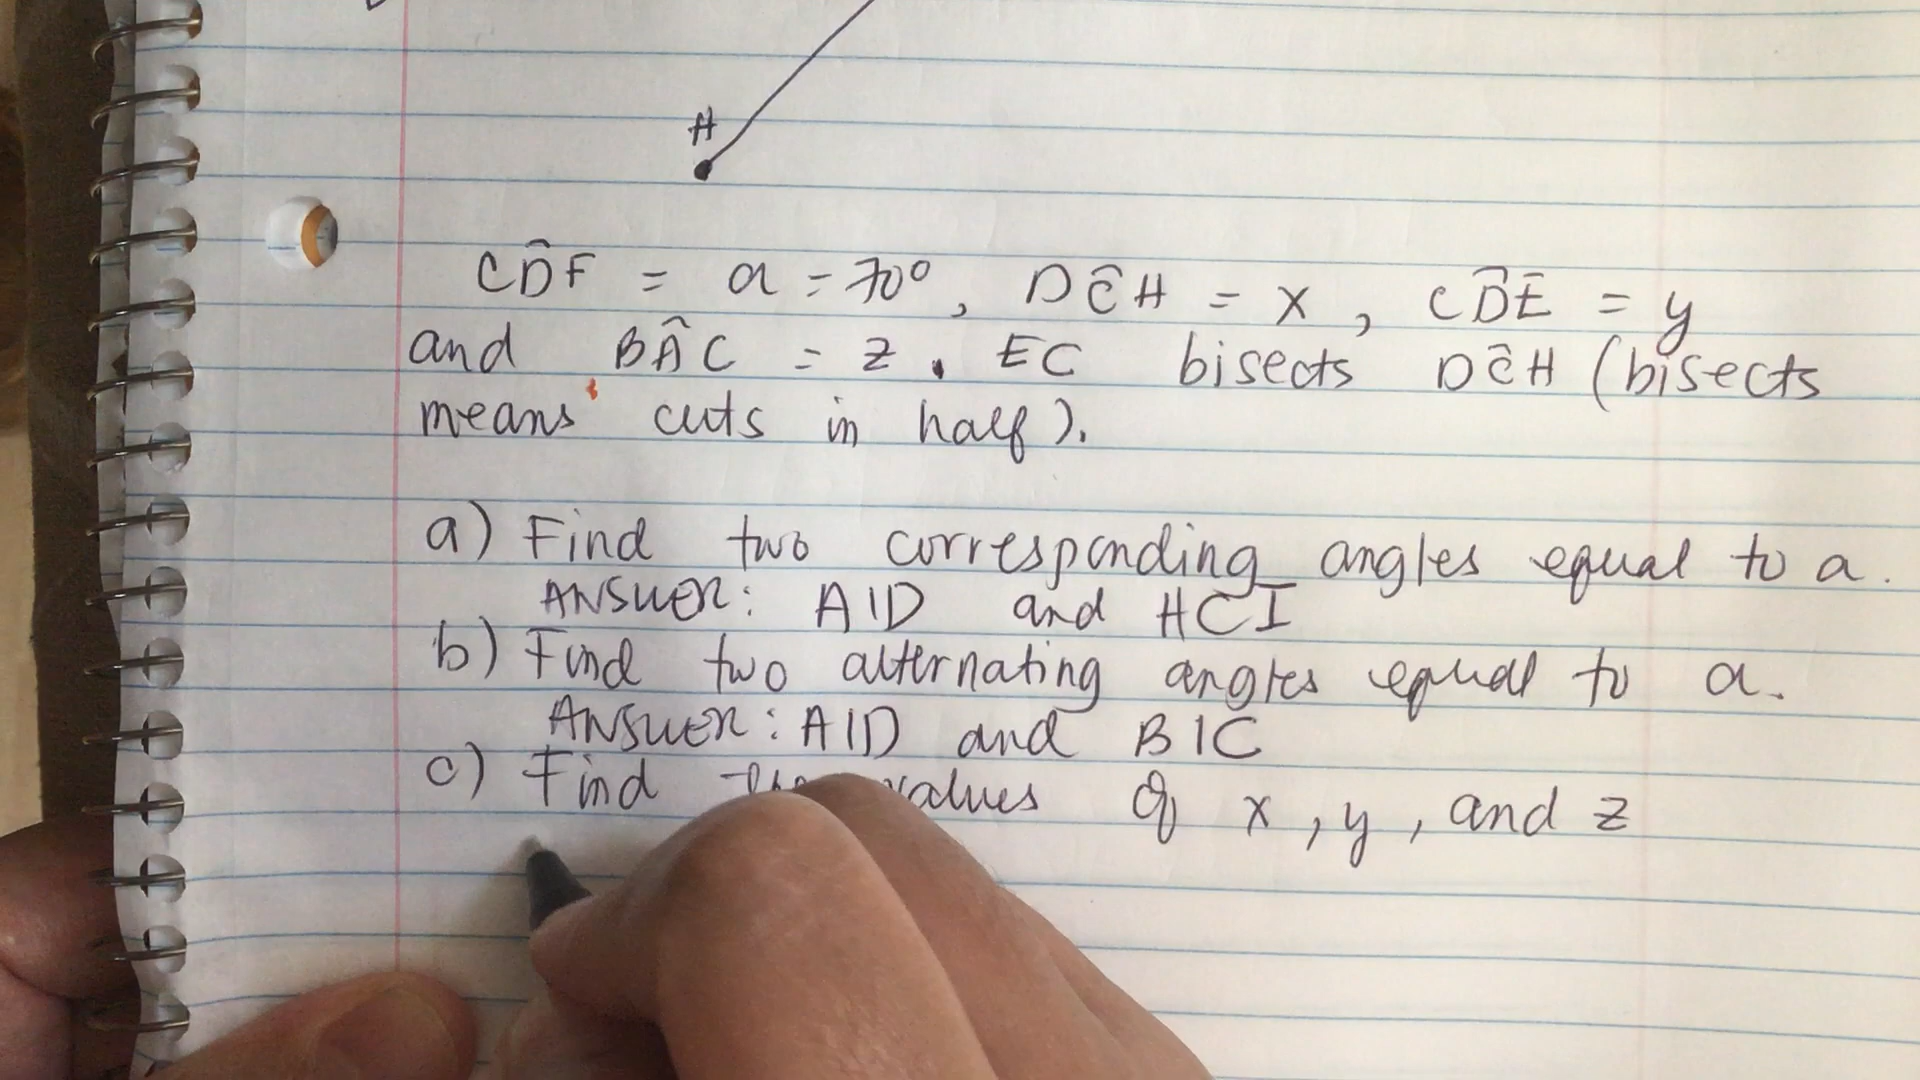 H
CD̂F = a = 70°, DĈH = x, CD̂E = y
and BÂC = z. EC bisects DĈH (bisects
means cuts in half).
a) Find two corresponding angles equal to a.
ANSWER: AID and HCI
b) Find two alternating angles equal to a.
ANSWER: AID and BIC
c) Find the values of x, y, and z